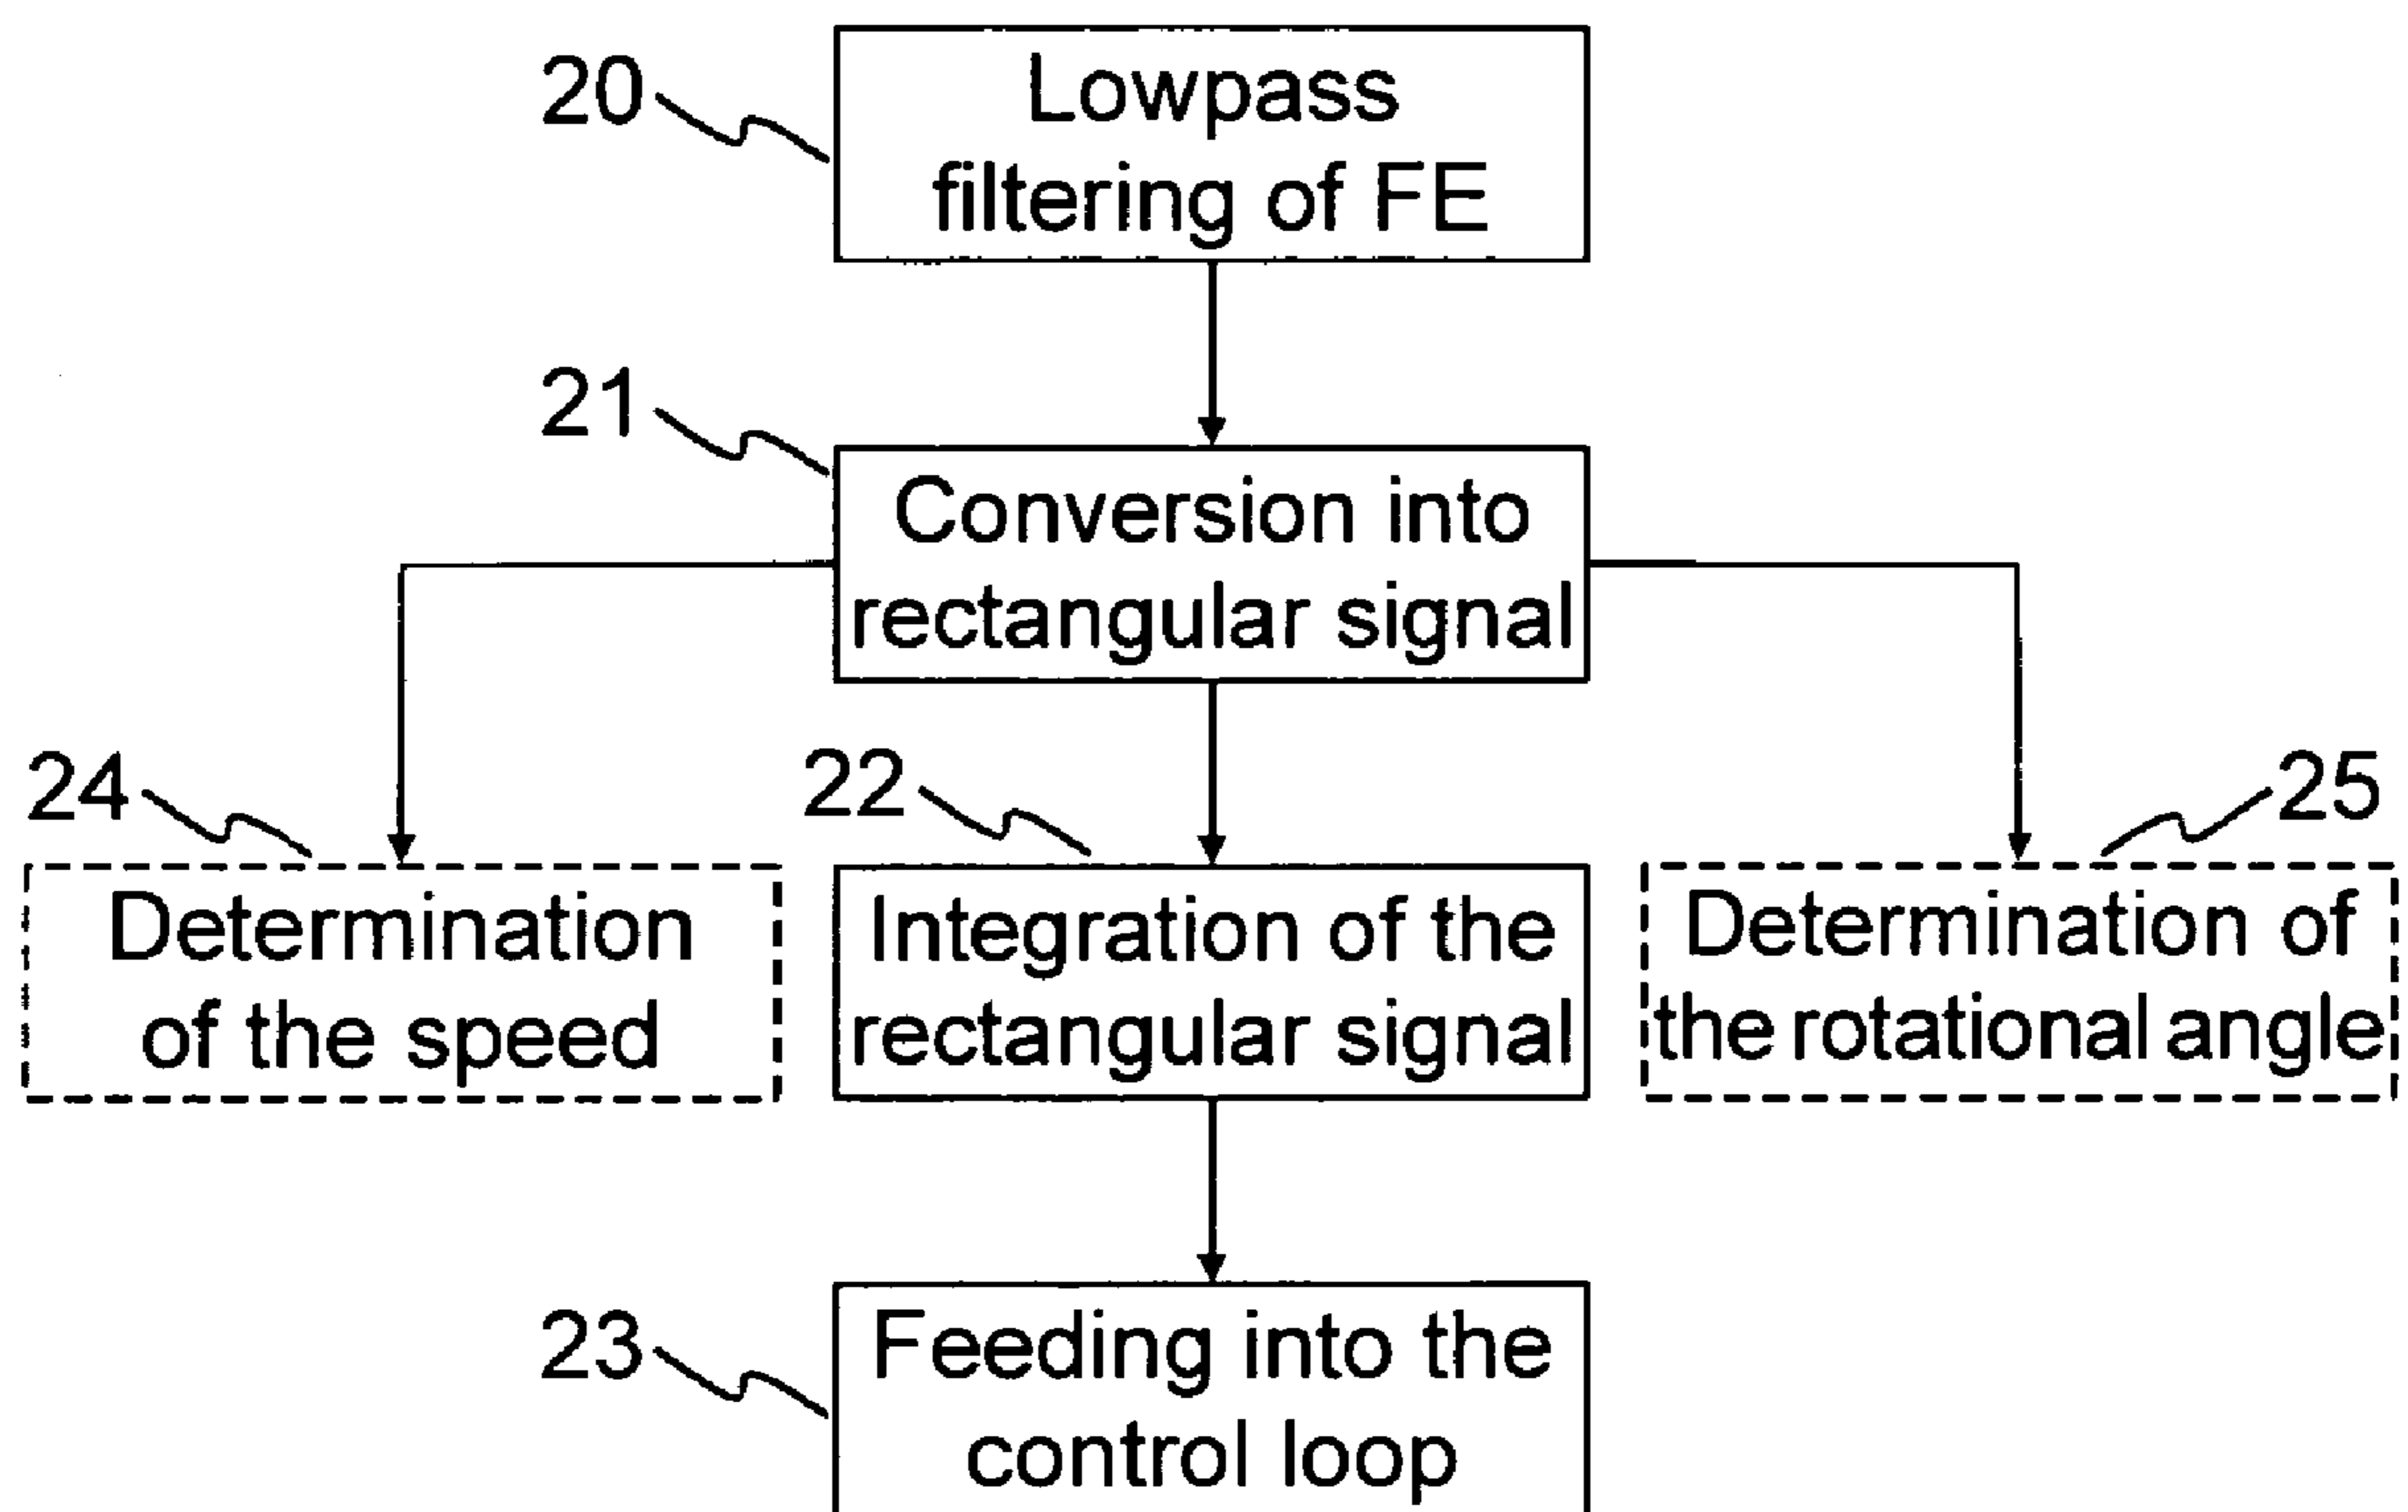 20
Lowpass
filtering of FE
21
Conversion into
rectangular signal
24
22
25
Determination
of the speed
Integration of the
rectangular signal
Determination of
the rotational angle
23
Feeding into the
control loop